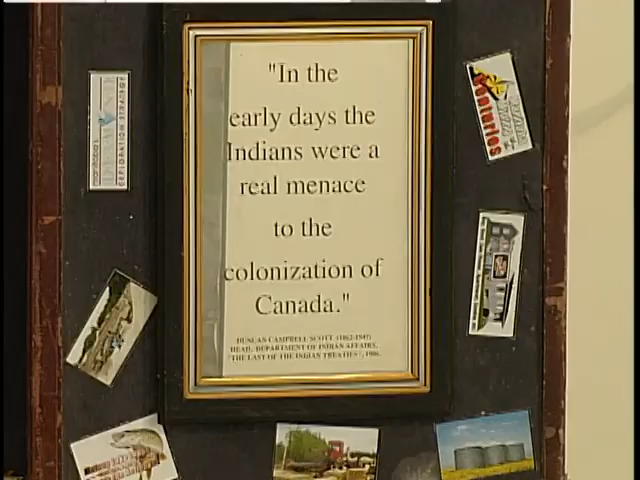 "In the
early days the
Indians were a
real menace
to the
colonization of
Canada."
DUNCAN CAMPBELL SCOTT (1862-1947)
HEAD, DEPARTMENT OF INDIAN AFFAIRS,
"THE LAST OF THE INDIAN TREATIES", 1906.